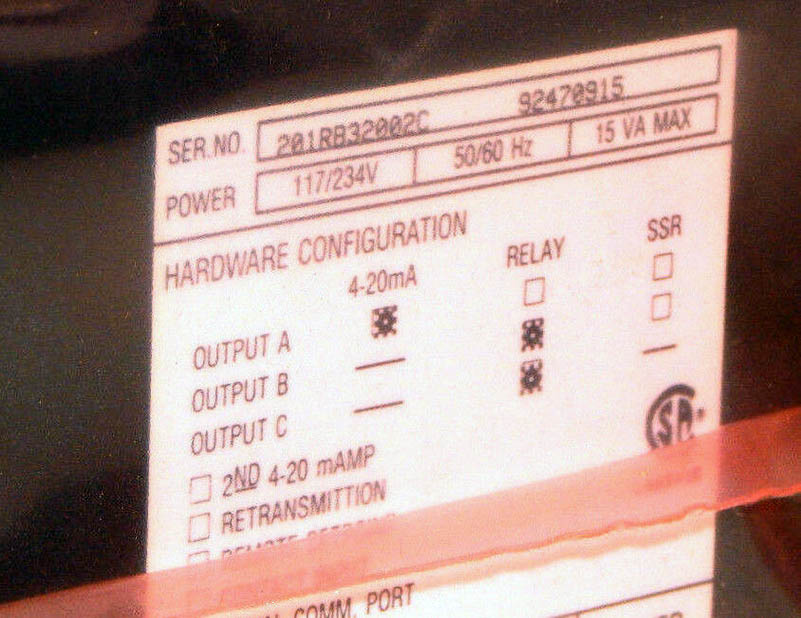 SER.NO. 201RB32002C 92470915
POWER 117/234V 50/60 Hz 15 VA MAX
HARDWARE CONFIGURATION
4-20mA RELAY SSR
OUTPUT A
OUTPUT B
OUTPUT C
2ND 4-20 mAMP
RETRANSMITTION
REMOTE
COMM. PORT